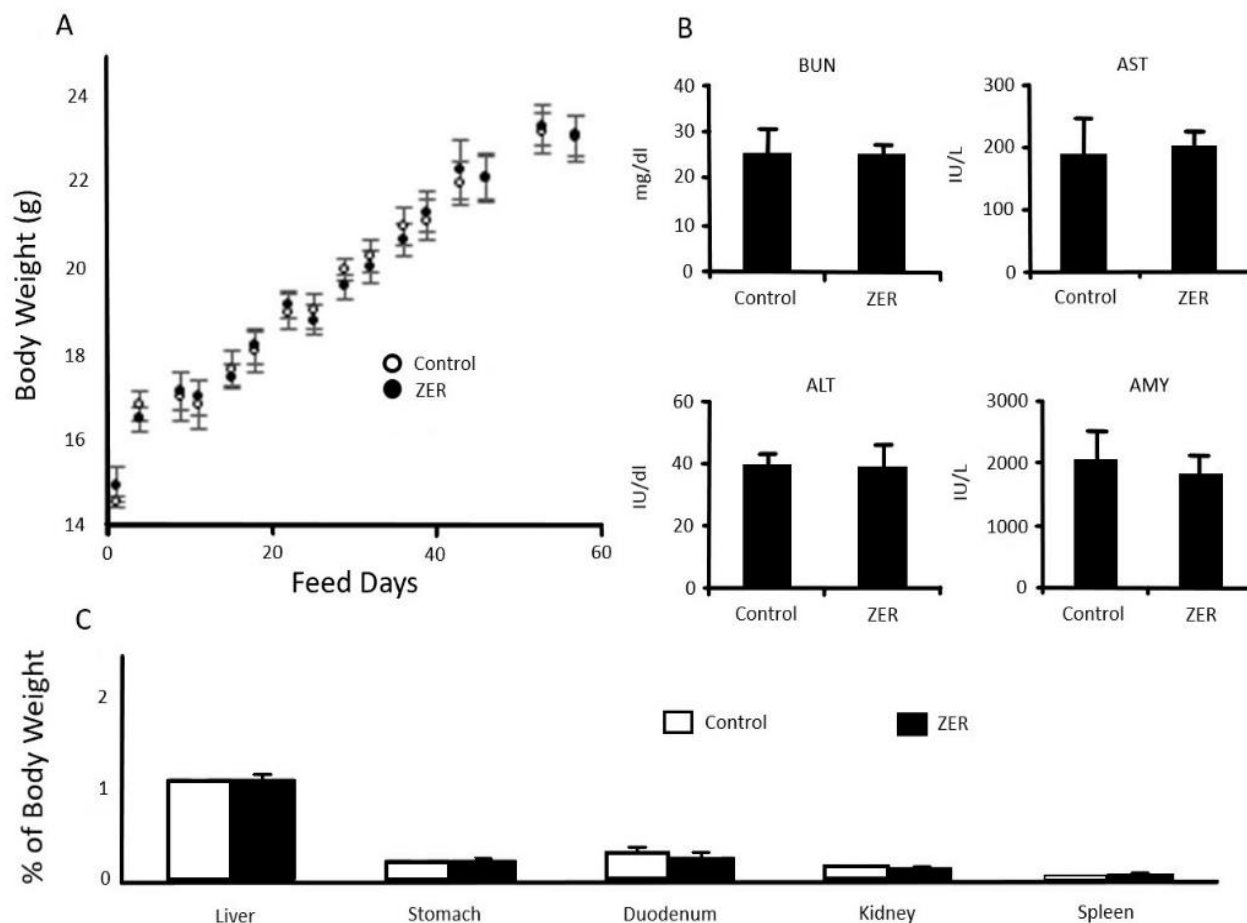 A
24
22
20
18
16
14
0
20
40
60
Body Weight (g)
Feed Days
Control
ZER
B
BUN
40
30
20
10
0
mg/dl
Control
ZER
AST
300
200
100
0
IU/L
Control
ZER
ALT
60
40
20
0
IU/dl
Control
ZER
AMY
3000
2000
1000
0
IU/L
Control
ZER
C
% of Body Weight
2
1
0
Control
ZER
Liver
Stomach
Duodenum
Kidney
Spleen